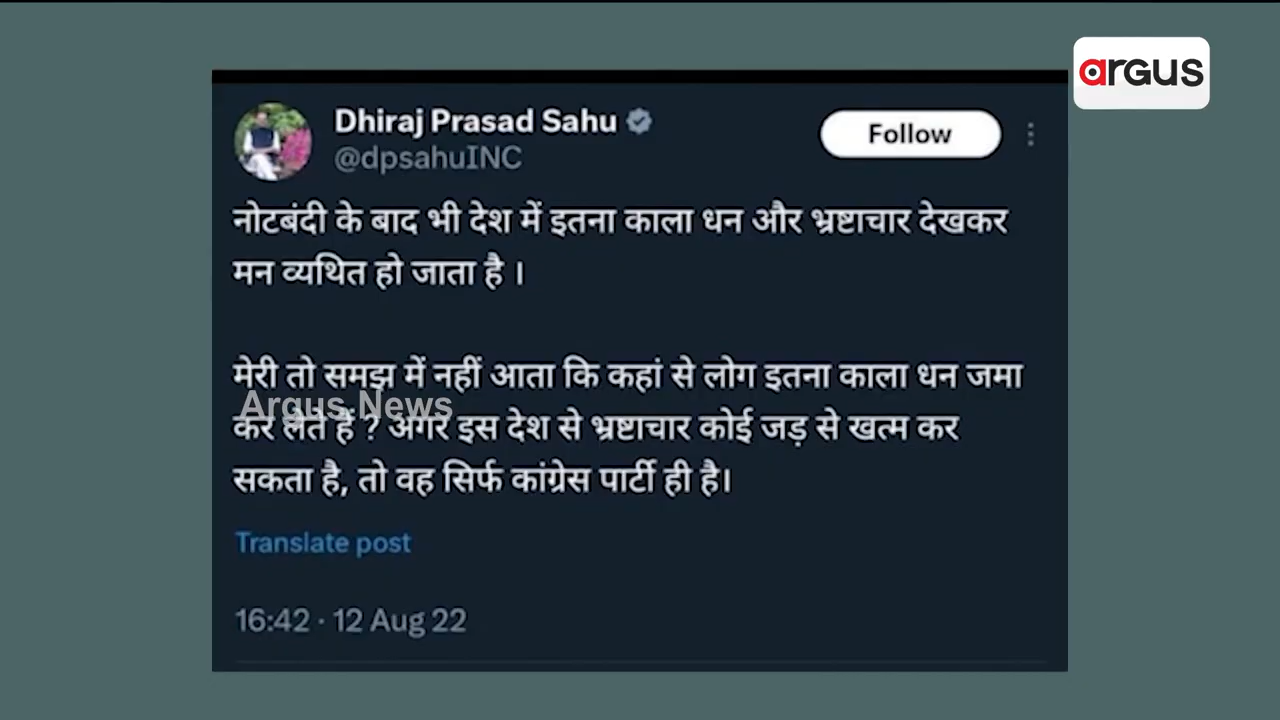 argus
Dhiraj Prasad Sahu
Follow
@dpsahuINC
नोटबंदी के बाद भी देश में इतना काला धन और भ्रष्टाचार देखकर
मन व्यथित हो जाता है ।
मेरी तो समझ में नहीं आता कि कहां से लोग इतना काला धन जमा
Argus News
कर लेते हैं ? अगर इस देश से भ्रष्टाचार कोई जड़ से खत्म कर
सकता है, तो वह सिर्फ कांग्रेस पार्टी ही है।
Translate post
16:42 · 12 Aug 22